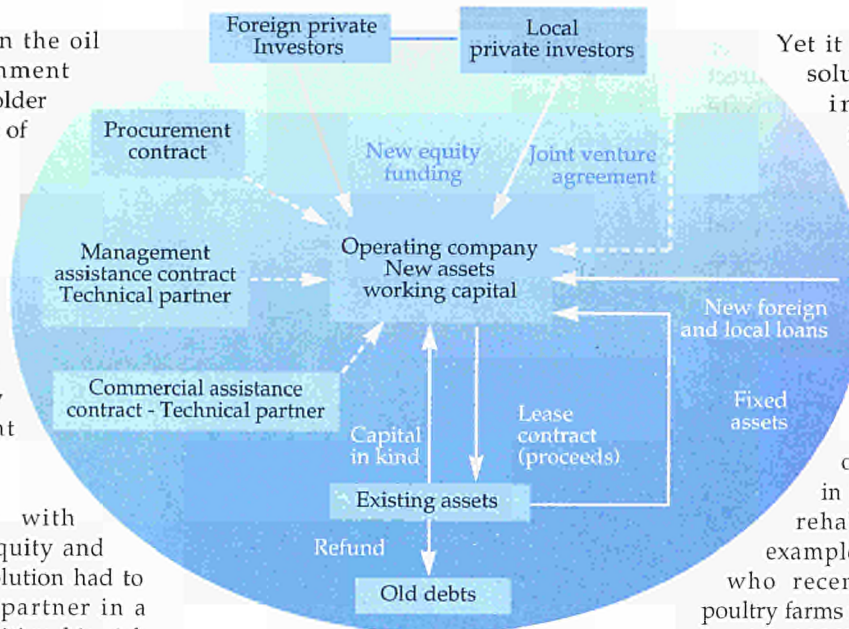 n the oil
nment
older
of
nt
with
quity and
olution had to
partner in a
Foreign private
Investors
Local
private investors
Procurement
contract
New equity
funding
Joint venture
agreement
Operating company
New assets
working capital
Management
assistance contract
Technical partner
New foreign
and local loans
Commercial assistance
contract - Technical partner
Capital
in kind
Lease
contract
(proceeds)
Fixed
assets
Existing assets
Refund
Old debts
Yet it
solu
in
in
rehal
example
who recen
poultry farms